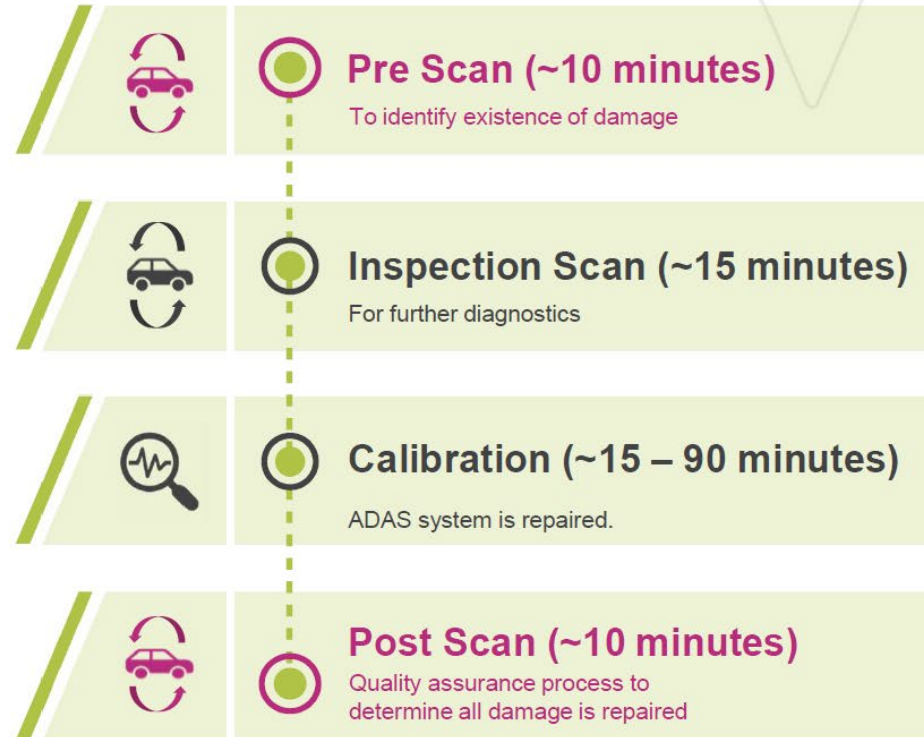 Pre Scan (~10 minutes)
To identify existence of damage
Inspection Scan (~15 minutes)
For further diagnostics
Calibration (~15 – 90 minutes)
ADAS system is repaired.
Post Scan (~10 minutes)
Quality assurance process to
determine all damage is repaired